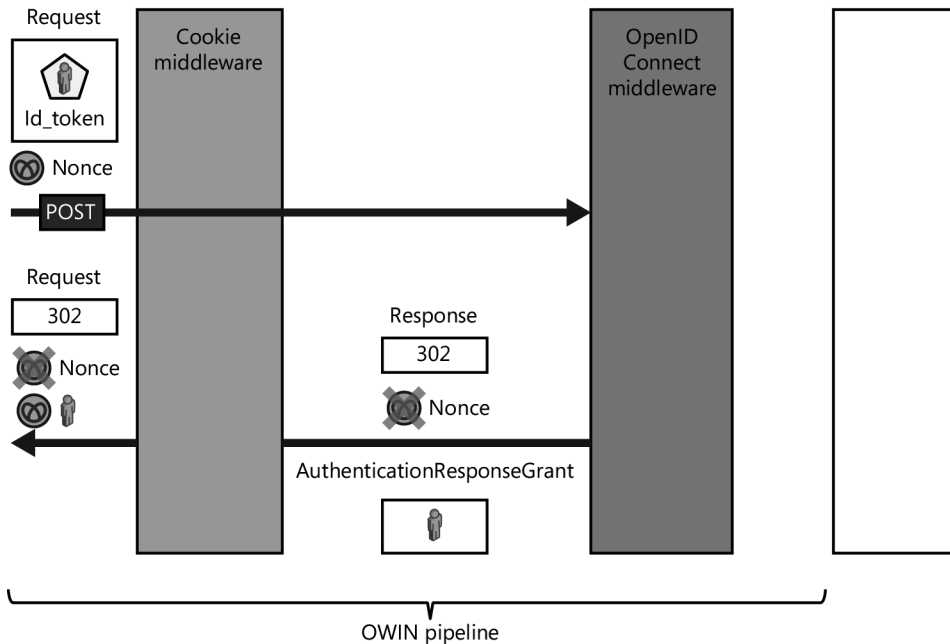 Request
Id_token
Nonce
POST
Cookie
middleware
OpenID
Connect
middleware
Request
302
Nonce
Response
302
Nonce
AuthenticationResponseGrant
OWIN pipeline